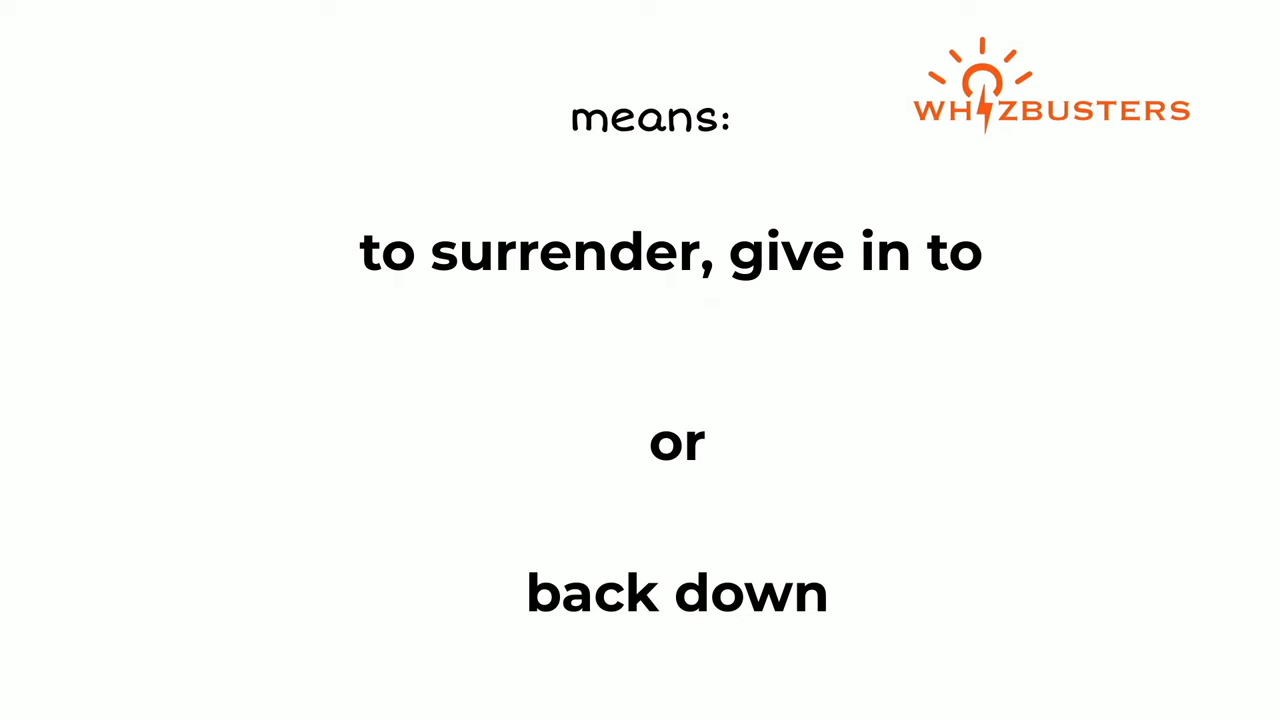 WHIZBUSTERS
means:
to surrender, give in to
or
back down